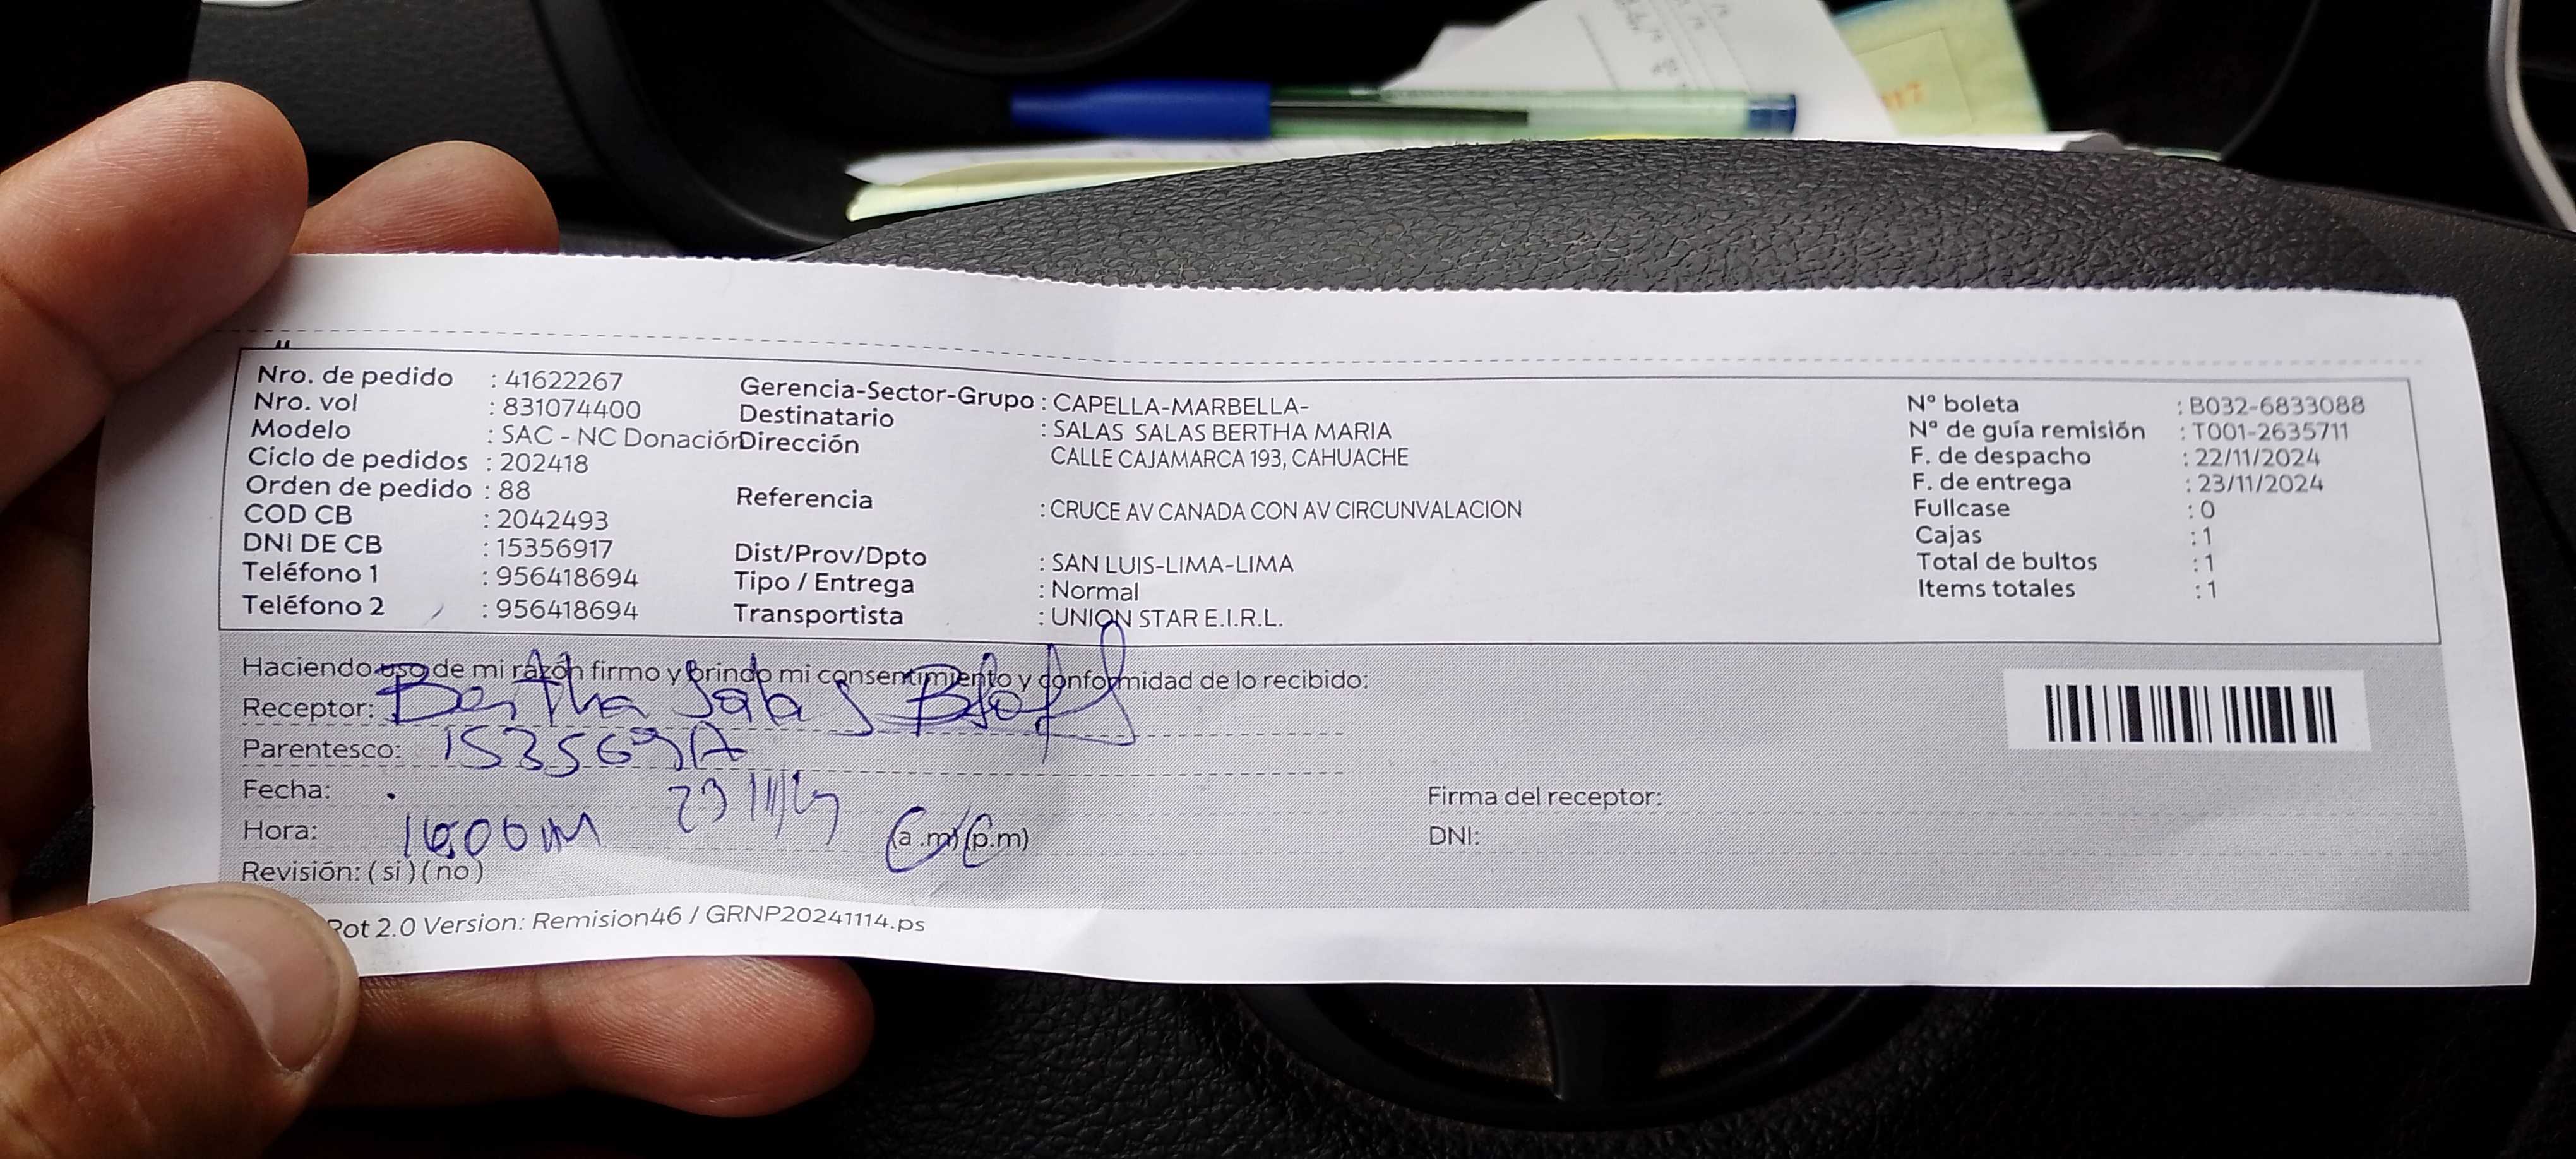 Nro. de pedido : 41622267
Nro. vol : 831074400
Modelo : SAC - NC Donación
Ciclo de pedidos : 202418
Orden de pedido : 88
COD CB : 2042493
DNI DE CB : 15356917
Teléfono 1 : 956418694
Teléfono 2 : 956418694
Gerencia-Sector-Grupo : CAPELLA-MARBELLA-
Destinatario : SALAS SALAS BERTHA MARIA
Dirección CALLE CAJAMARCA 193, CAHUACHE
Referencia : CRUCE AV CANADA CON AV CIRCUNVALACION
Dist/Prov/Dpto : SAN LUIS-LIMA-LIMA
Tipo / Entrega : Normal
Transportista : UNION STAR E.I.R.L.
N° boleta : B032-6833088
N° de guía remisión : T001-2635711
F. de despacho : 22/11/2024
F. de entrega : 23/11/2024
Fullcase : 0
Cajas : 1
Total de bultos : 1
Items totales : 1
Haciendo uso de mi razón firmo y brindo mi consentimiento y conformidad de lo recibido:
Receptor: Bertha Salas
Parentesco:
Fecha: 23/11/24
Hora: (a.m) (p.m)
Revisión: (si) (no)
Firma del receptor:
DNI:
Pot 2.0 Version: Remision46 / GRNP20241114.ps